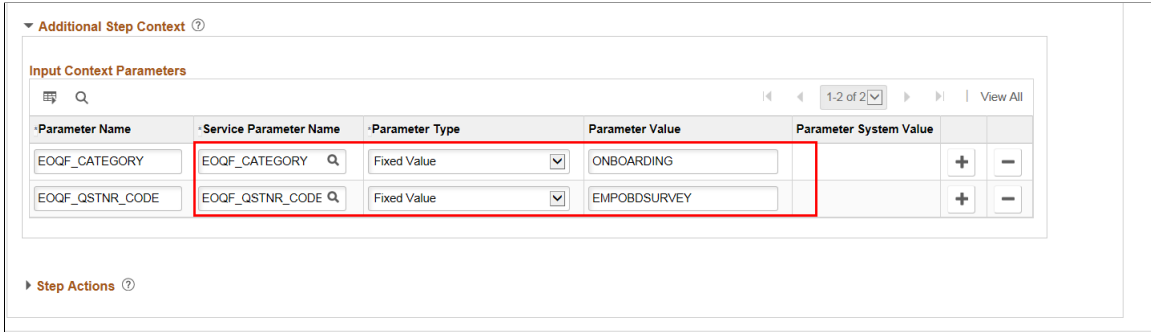 Additional Step Context
Input Context Parameters
1-2 of 2 | View All
*Parameter Name *Service Parameter Name *Parameter Type Parameter Value Parameter System Value
EOQF_CATEGORY EOQF_CATEGORY Fixed Value ONBOARDING
EOQF_QSTNR_CODE EOQF_QSTNR_CODE Fixed Value EMPOBDSURVEY
Step Actions